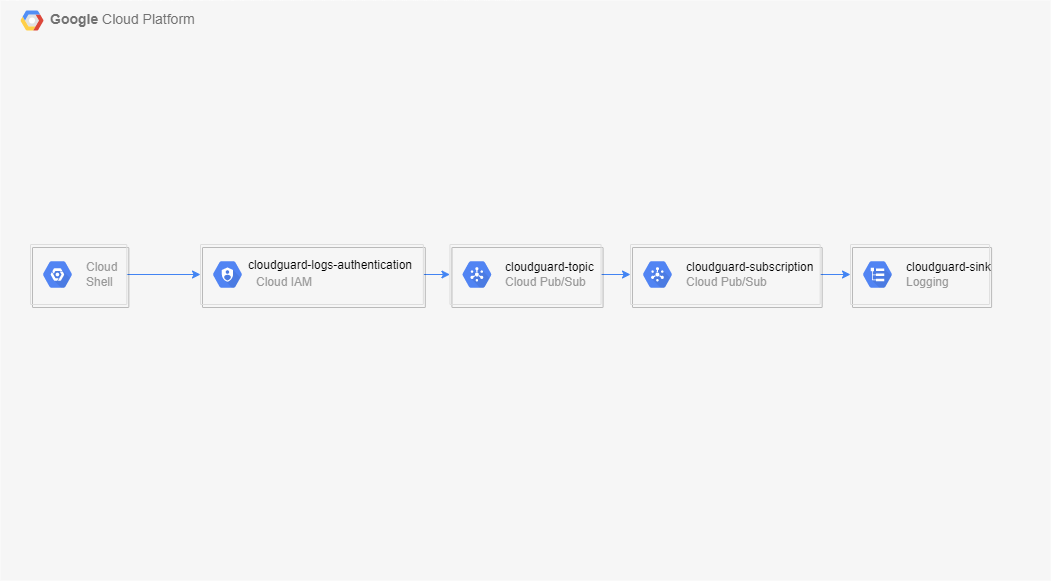 Google Cloud Platform
Cloud
Shell
cloudguard-logs-authentication
Cloud IAM
cloudguard-topic
Cloud Pub/Sub
cloudguard-subscription
Cloud Pub/Sub
cloudguard-sink
Logging